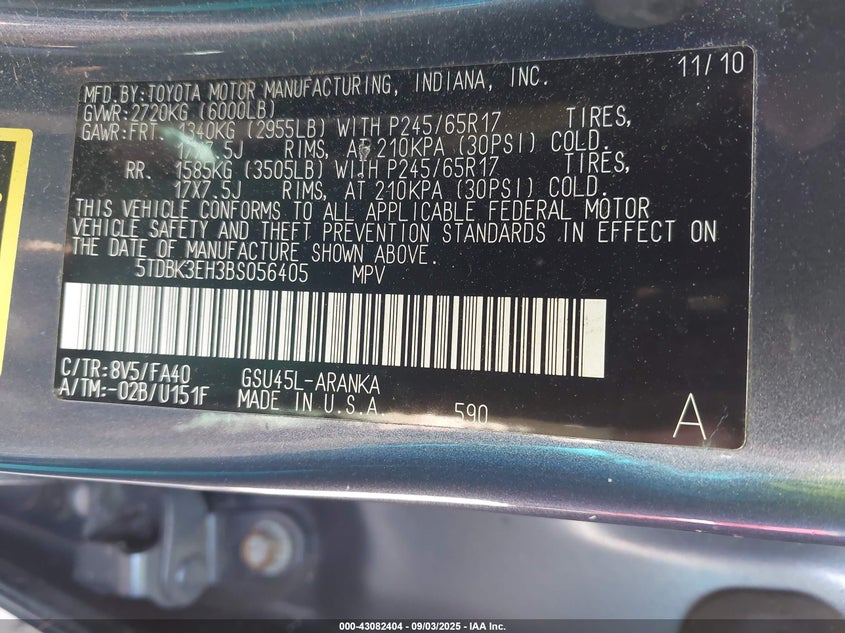 11/10
MFD.BY:TOYOTA MOTOR MANUFACTURING, INDIANA, INC.
GVWR:2720KG (6000LB)
GAWR:FRT. 1340KG (2955LB) WITH P245/65R17 TIRES,
17X7.5J RIMS, AT 210KPA (30PSI) COLD.
RR. 1585KG (3505LB) WITH P245/65R17 TIRES,
17X7.5J RIMS, AT 210KPA (30PSI) COLD.
THIS VEHICLE CONFORMS TO ALL APPLICABLE FEDERAL MOTOR
VEHICLE SAFETY AND THEFT PREVENTION STANDARDS IN EFFECT ON
THE DATE OF MANUFACTURE SHOWN ABOVE.
5TDBK3EH3BS056405 MPV
C/TR:8V5/FA40 GSU45L-ARANKA
A/TM:-02B/U151F MADE IN U.S.A. 590
A
000-43082404 - 09/03/2025 - IAA Inc.